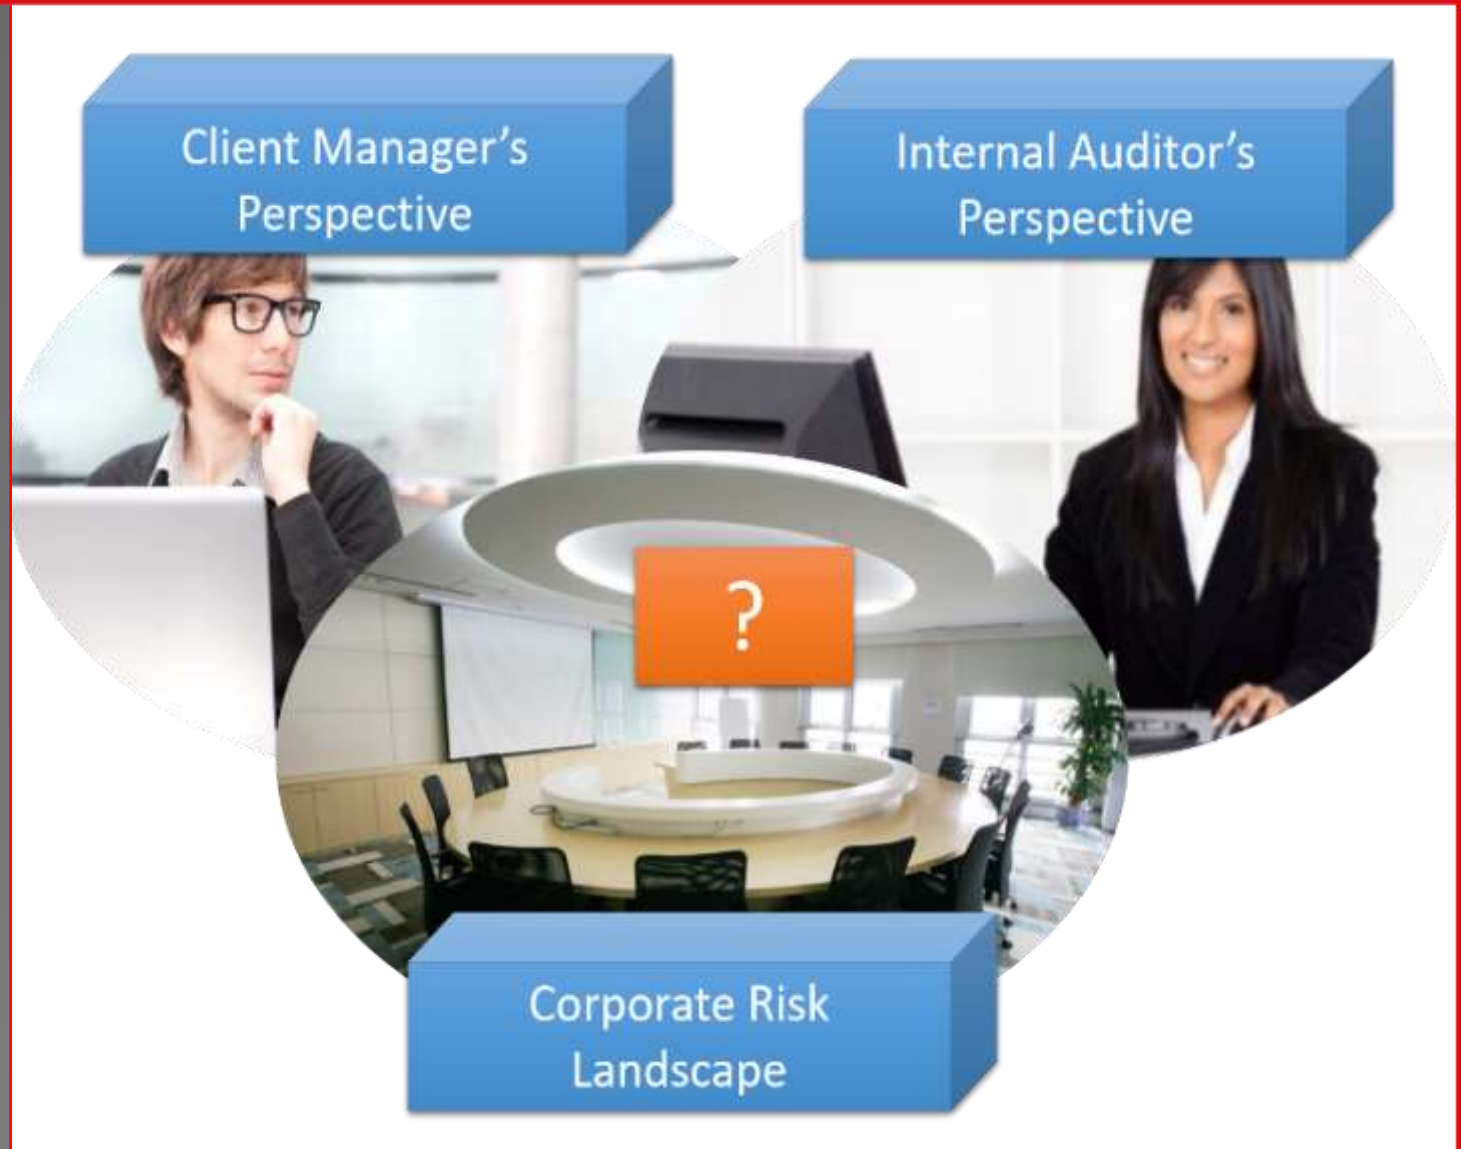 Client Manager’s
Perspective
Internal Auditor’s
Perspective
?
Corporate Risk
Landscape